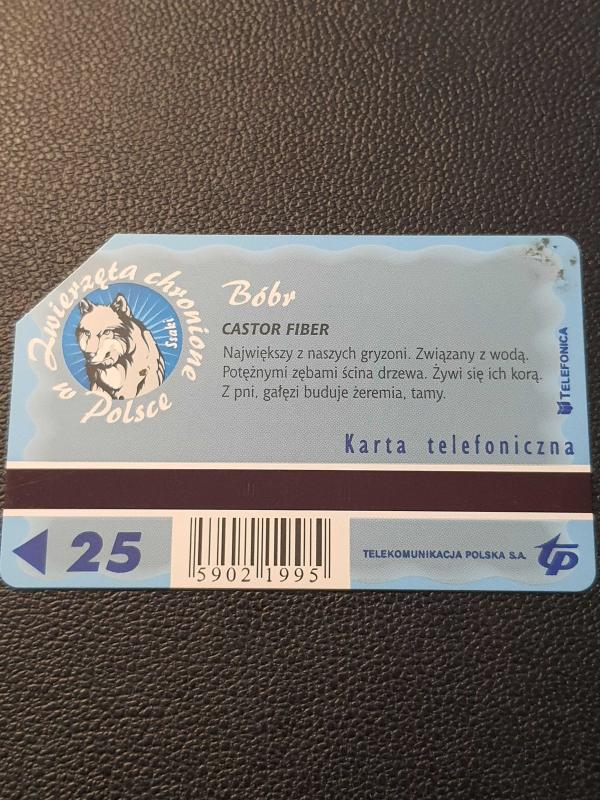 Zwierzęta chronione
w Polsce
Ssaki
Bóbr
CASTOR FIBER
Największy z naszych gryzoni. Związany z wodą.
Potężnymi zębami ścina drzewa. Żywi się ich korą.
Z pni, gałęzi buduje żeremia, tamy.
TELEFONICA
Karta telefoniczna
25
5902 1995
TELEKOMUNIKACJA POLSKA S.A.
tp